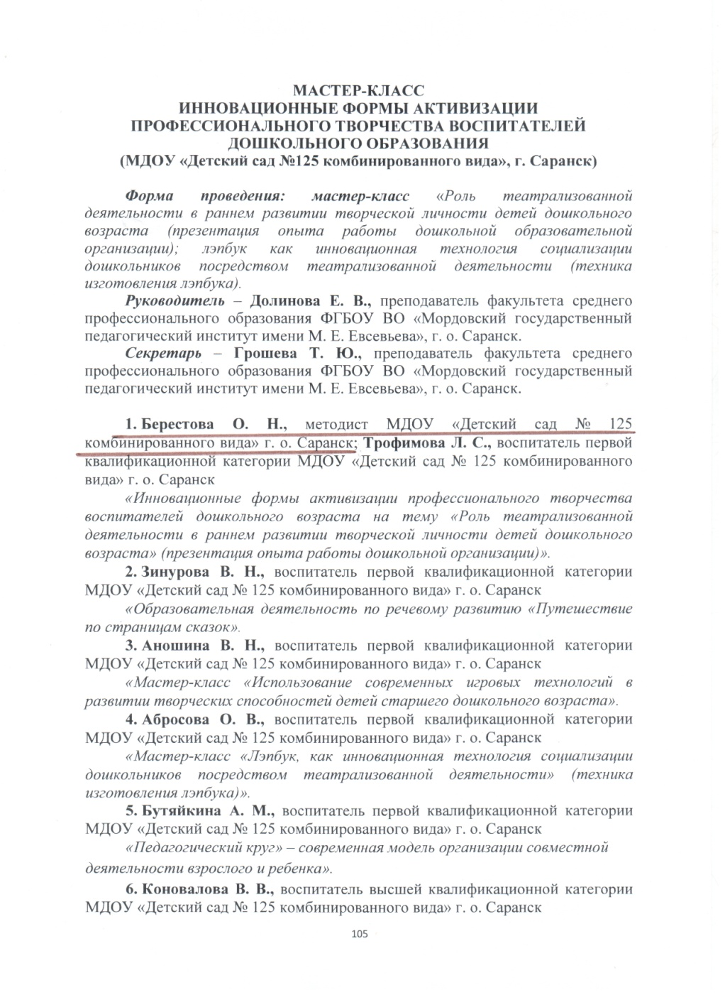 МАСТЕР-КЛАСС
ИННОВАЦИОННЫЕ ФОРМЫ АКТИВИЗАЦИИ
ПРОФЕССИОНАЛЬНОГО ТВОРЧЕСТВА ВОСПИТАТЕЛЕЙ
ДОШКОЛЬНОГО ОБРАЗОВАНИЯ
(МДОУ «Детский сад №125 комбинированного вида», г. Саранск)
Форма проведения: мастер-класс «Роль театрализованной
деятельности в раннем развитии творческой личности детей дошкольного
возраста (презентация опыта работы дошкольной образовательной
организации); лэпбук как инновационная технология социализации
дошкольников посредством театрализованной деятельности (техника
изготовления лэпбука).
Руководитель – Долинова Е. В., преподаватель факультета среднего
профессионального образования ФГБОУ ВО «Мордовский государственный
педагогический институт имени М. Е. Евсевьева», г. о. Саранск.
Секретарь – Грошева Т. Ю., преподаватель факультета среднего
профессионального образования ФГБОУ ВО «Мордовский государственный
педагогический институт имени М. Е. Евсевьева», г. о. Саранск.
1. Берестова О. Н., методист МДОУ «Детский сад № 125
комбинированного вида» г. о. Саранск; Трофимова Л. С., воспитатель первой
квалификационной категории МДОУ «Детский сад № 125 комбинированного
вида» г. о. Саранск
«Инновационные формы активизации профессионального творчества
воспитателей дошкольного возраста на тему «Роль театрализованной
деятельности в раннем развитии творческой личности детей дошкольного
возраста» (презентация опыта работы дошкольной организации)».
2. Зинурова В. Н., воспитатель первой квалификационной категории
МДОУ «Детский сад № 125 комбинированного вида» г. о. Саранск
«Образовательная деятельность по речевому развитию «Путешествие
по страницам сказок».
3. Аношина В. Н., воспитатель первой квалификационной категории
МДОУ «Детский сад № 125 комбинированного вида» г. о. Саранск
«Мастер-класс «Использование современных игровых технологий в
развитии творческих способностей детей старшего дошкольного возраста».
4. Абросова О. В., воспитатель первой квалификационной категории
МДОУ «Детский сад № 125 комбинированного вида» г. о. Саранск
«Мастер-класс «Лэпбук, как инновационная технология социализации
дошкольников посредством театрализованной деятельности» (техника
изготовления лэпбука)».
5. Бутяйкина А. М., воспитатель первой квалификационной категории
МДОУ «Детский сад № 125 комбинированного вида» г. о. Саранск
«Педагогический круг» – современная модель организации совместной
деятельности взрослого и ребенка».
6. Коновалова В. В., воспитатель высшей квалификационной категории
МДОУ «Детский сад № 125 комбинированного вида» г. о. Саранск
105